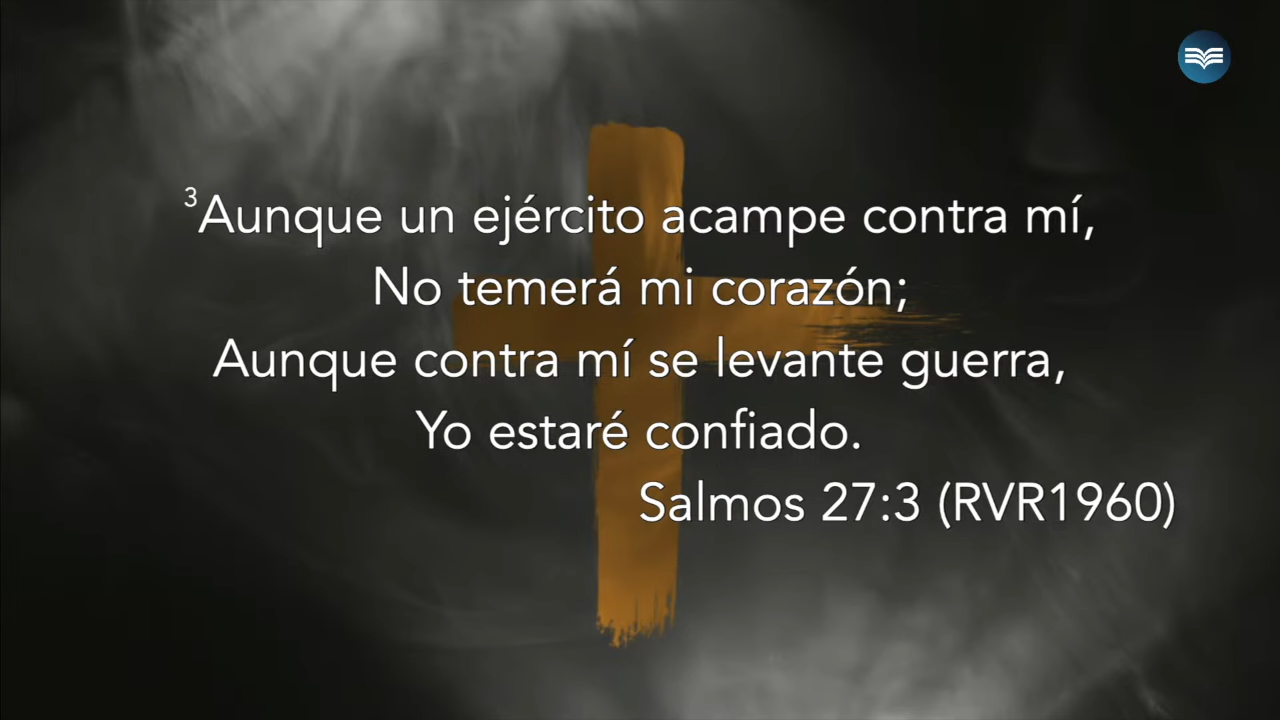 3Aunque un ejército acampe contra mí,
No temerá mi corazón;
Aunque contra mí se levante guerra,
Yo estaré confiado.
Salmos 27:3 (RVR1960)